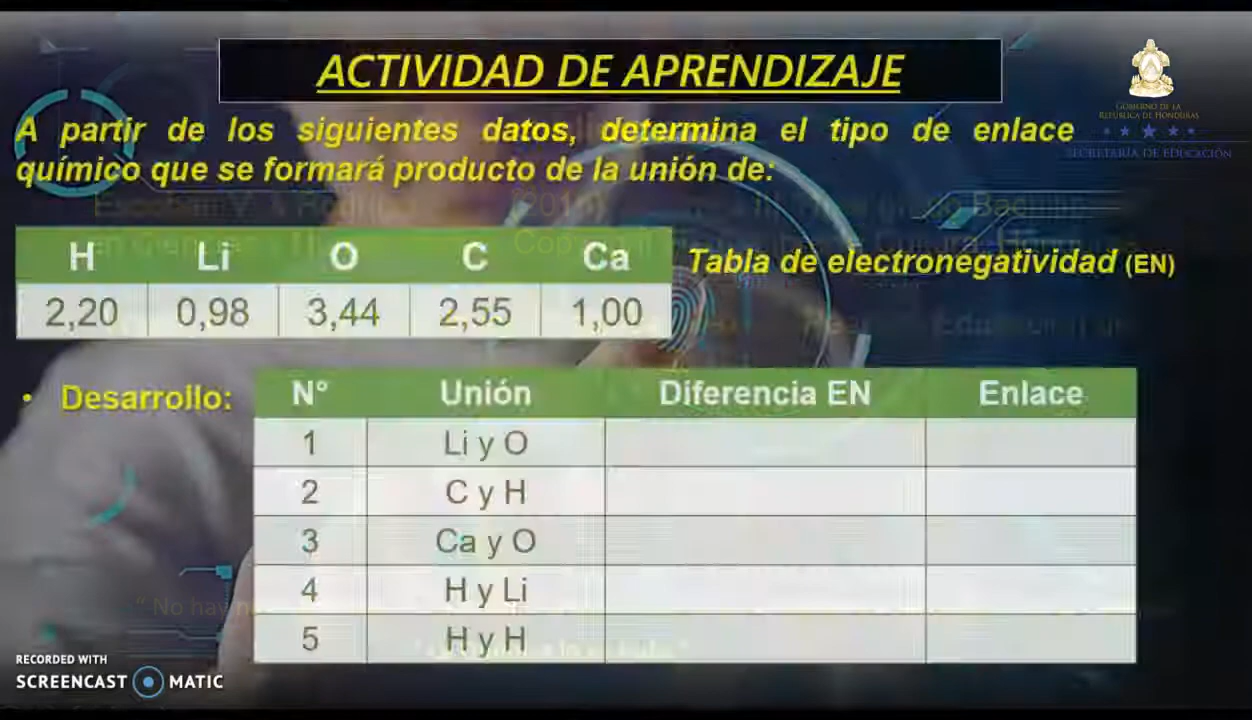 ACTIVIDAD DE APRENDIZAJE
GOBIERNO DE LA
REPÚBLICA DE HONDURAS
SECRETARÍA DE EDUCACIÓN
A partir de los siguientes datos, determina el tipo de enlace
químico que se formará producto de la unión de:
(2016)
H Li O C Ca
2,20 0,98 3,44 2,55 1,00
Tabla de electronegatividad (EN)
• Desarrollo:
N° Unión Diferencia EN Enlace
1 Li y O
2 C y H
3 Ca y O
4 H y Li
5 H y H
“ No hay
RECORDED WITH
SCREENCAST MATIC